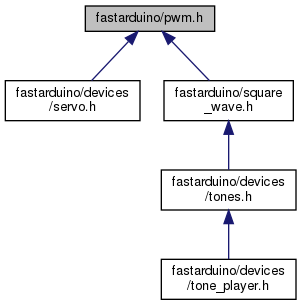 fastarduino/pwm.h
fastarduino/devices
/servo.h
fastarduino/square
_wave.h
fastarduino/devices
/tones.h
fastarduino/devices
/tone_player.h